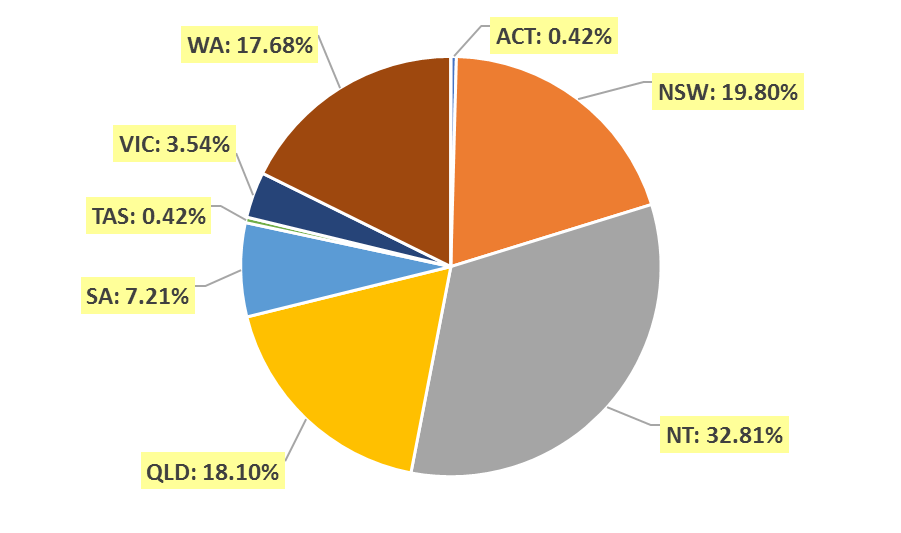 ACT: 0.42%
WA: 17.68%
NSW: 19.80%
VIC: 3.54%
TAS: 0.42%
SA: 7.21%
NT: 32.81%
QLD: 18.10%